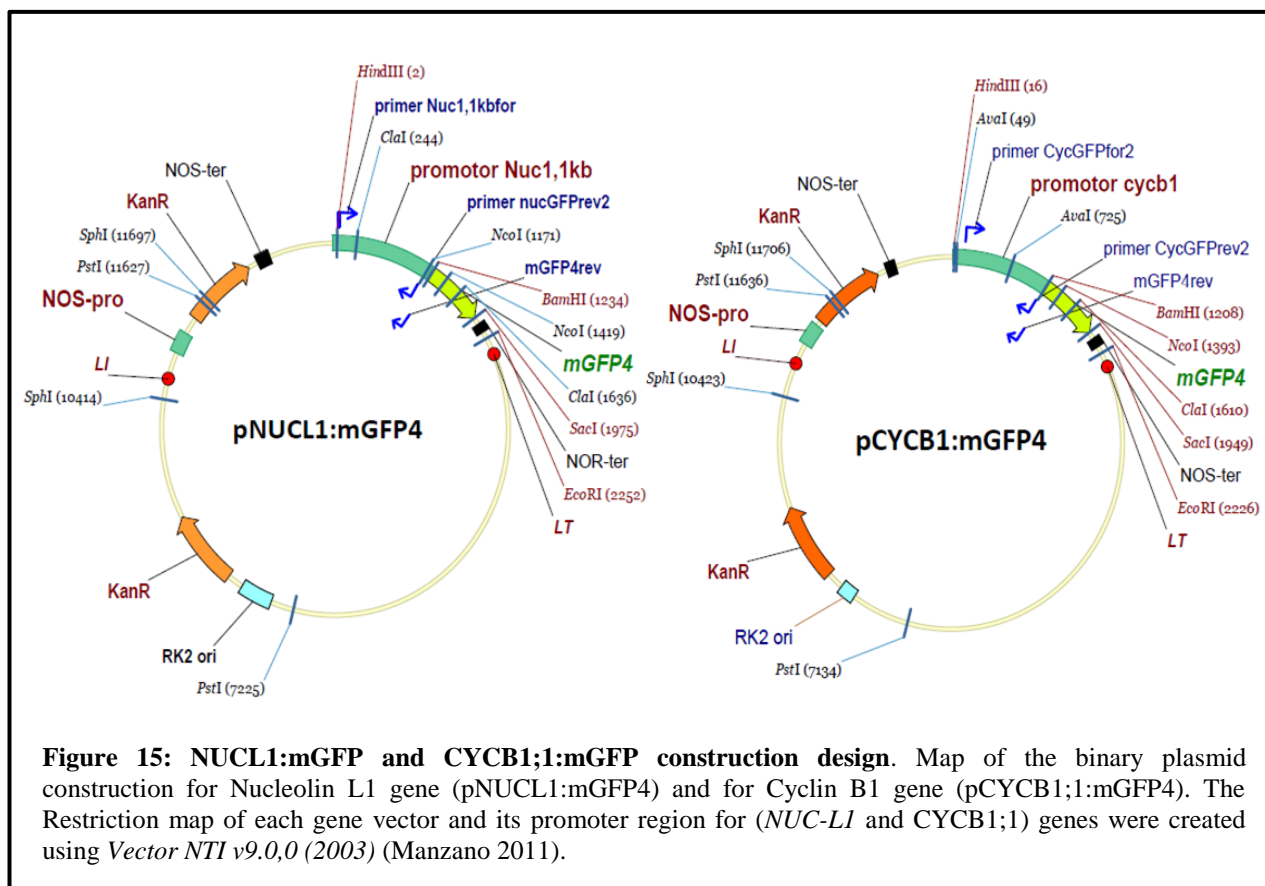 HindIII (2)
primer Nuc1,1kbfor
ClaI (244)
NOS-ter
promotor Nuc1,1kb
KanR
primer nucGFPrev2
SphI (11697)
NcoI (1171)
PstI (11627)
mGFP4rev
NOS-pro
BamHI (1234)
NcoI (1419)
LI
mGFP4
SphI (10414)
ClaI (1636)
pNUCL1:mGFP4
SacI (1975)
NOR-ter
EcoRI (2252)
LT
KanR
RK2 ori
PstI (7225)
HindIII (16)
AvaI (49)
primer CycGFPfor2
NOS-ter
promotor cycb1
KanR
AvaI (725)
SphI (11706)
primer CycGFPrev2
PstI (11636)
mGFP4rev
NOS-pro
BamHI (1208)
NcoI (1393)
LI
mGFP4
SphI (10423)
ClaI (1610)
pCYCB1:mGFP4
SacI (1949)
NOS-ter
EcoRI (2226)
LT
KanR
RK2 ori
PstI (7134)
Figure 15: NUCL1:mGFP and CYCB1;1:mGFP construction design. Map of the binary plasmid
construction for Nucleolin L1 gene (pNUCL1:mGFP4) and for Cyclin B1 gene (pCYCB1;1:mGFP4). The
Restriction map of each gene vector and its promoter region for (NUC-L1 and CYCB1;1) genes were created
using Vector NTI v9.0,0 (2003) (Manzano 2011).